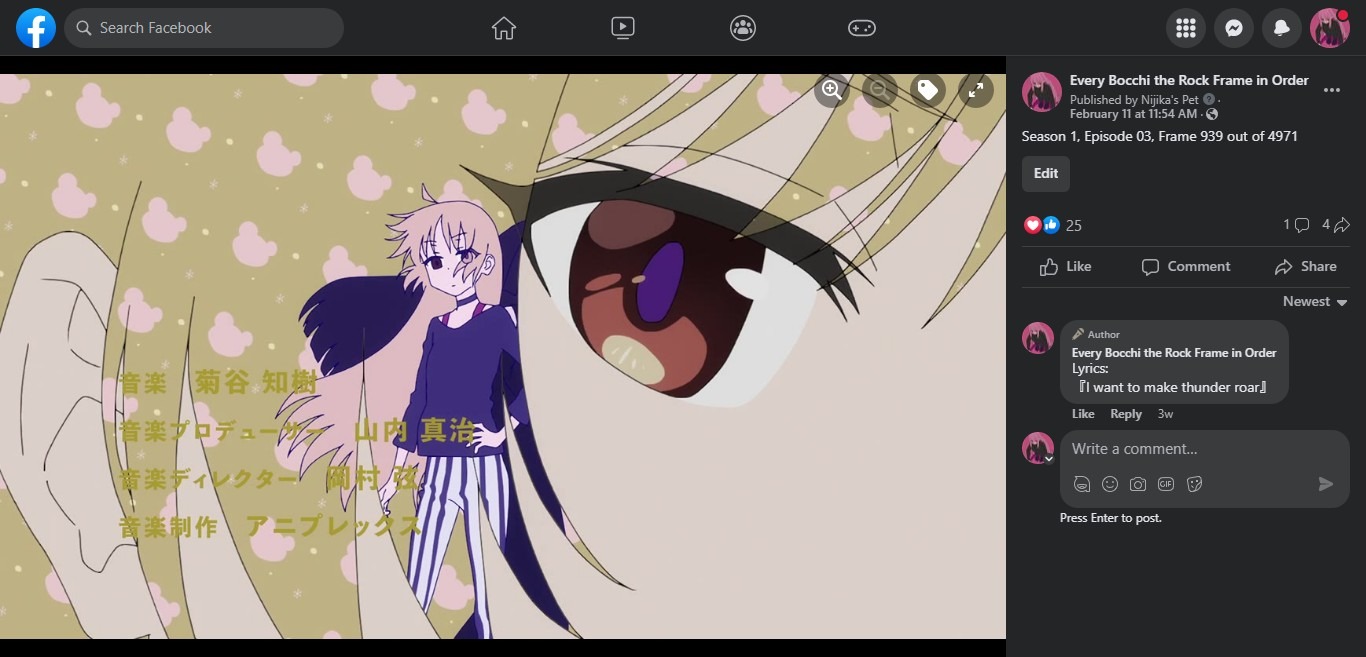 Search Facebook
音楽　菊谷 知樹
音楽プロデューサー　山内 真治
音楽ディレクター　岡村 弦
音楽制作　アニプレックス
Every Bocchi the Rock Frame in Order
Published by Nijika's Pet ·
February 11 at 11:54 AM ·
Season 1, Episode 03, Frame 939 out of 4971
Edit
25
1
4
Like
Comment
Share
Newest
Author
Every Bocchi the Rock Frame in Order
Lyrics:
『I want to make thunder roar』
Like Reply 3w
Write a comment...
GIF
Press Enter to post.